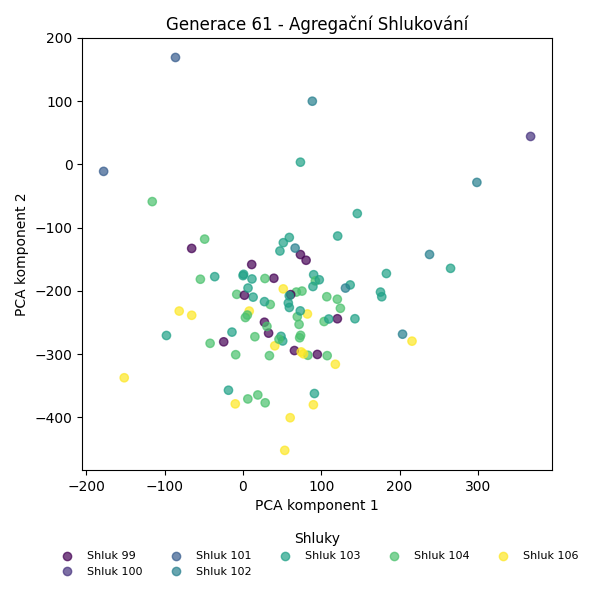 Generace 61 - Agregační Shlukování
PCA komponent 2
200
100
0
−100
−200
−300
−400
−200
−100
0
100
200
300
PCA komponent 1
Shluky
Shluk 99
Shluk 101
Shluk 103
Shluk 104
Shluk 106
Shluk 100
Shluk 102